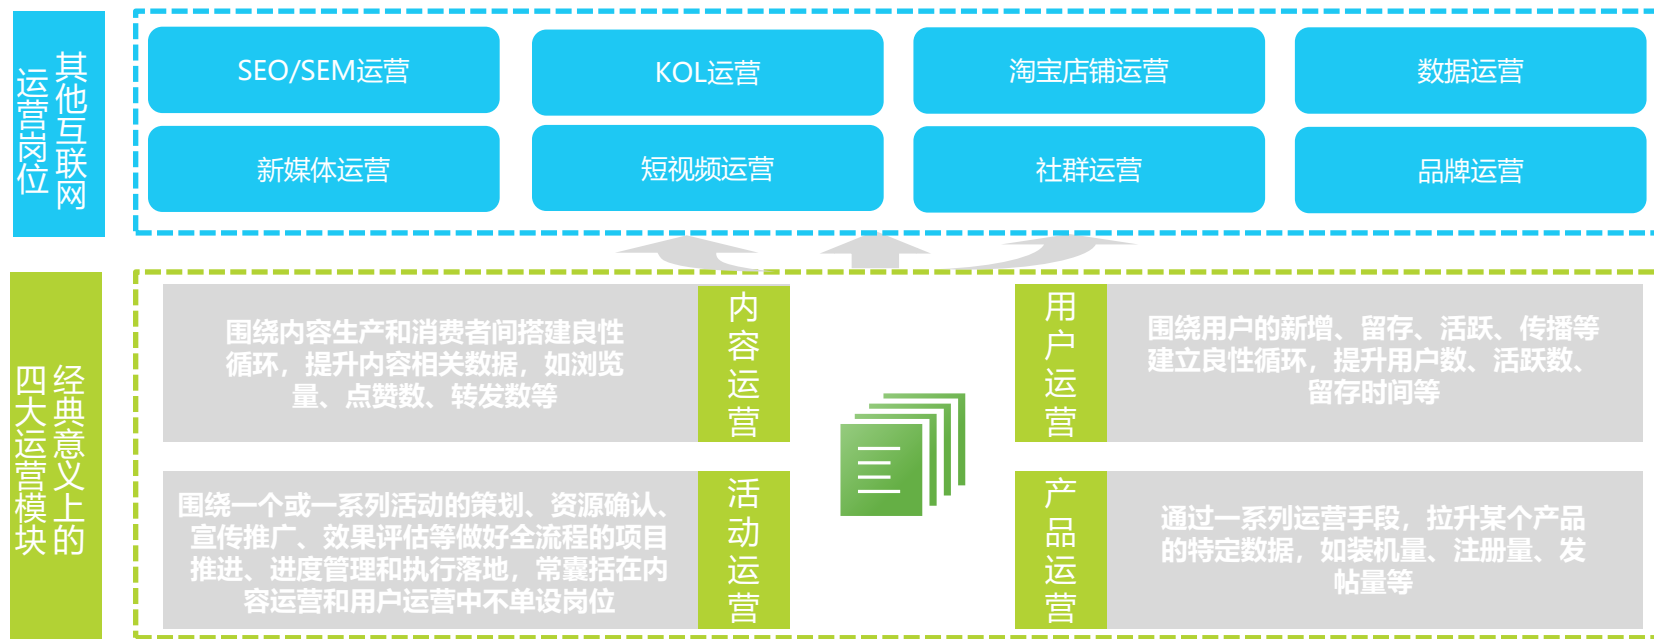 其他互联网
运营岗位
SEO/SEM运营
KOL运营
淘宝店铺运营
数据运营
新媒体运营
短视频运营
社群运营
品牌运营
经典意义上的
四大运营模块
围绕内容生产和消费者间搭建良性
循环，提升内容相关数据，如浏览
量、点赞数、转发数等
内容运营
用户运营
围绕用户的新增、留存、活跃、传播等
建立良性循环，提升用户数、活跃数、
留存时间等
围绕一个或一系列活动的策划、资源确认、
宣传推广、效果评估等做好全流程的项目
推进、进度管理和执行落地，常囊括在内
容运营和用户运营中不单设岗位
活动运营
产品运营
通过一系列运营手段，拉升某个产品
的特定数据，如装机量、注册量、发
帖量等